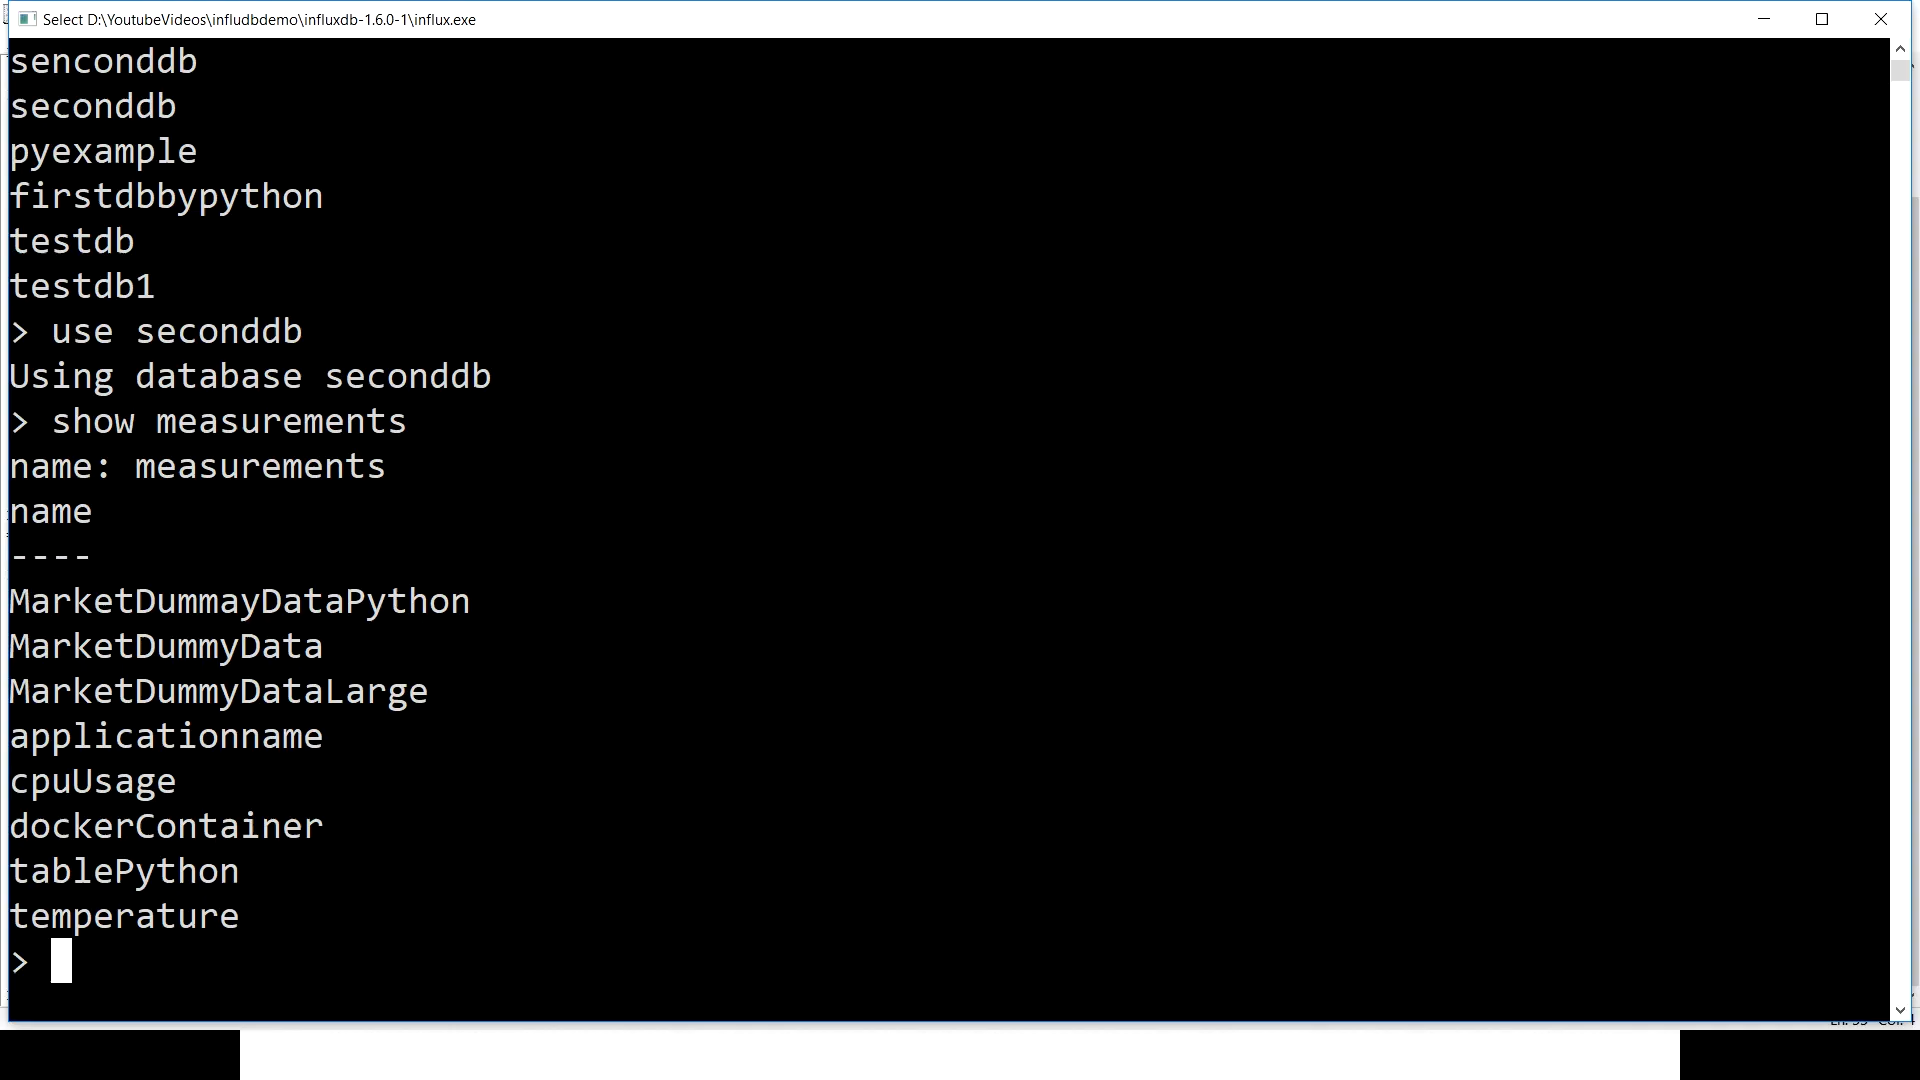 Select D:\YoutubeVideos\infludbdemo\influxdb-1.6.0-1\influx.exe
senconddb
seconddb
pyexample
firstdbbypython
testdb
testdb1
> use seconddb
Using database seconddb
> show measurements
name: measurements
name
----
MarketDummayDataPython
MarketDummyData
MarketDummyDataLarge
applicationname
cpuUsage
dockerContainer
tablePython
temperature
>